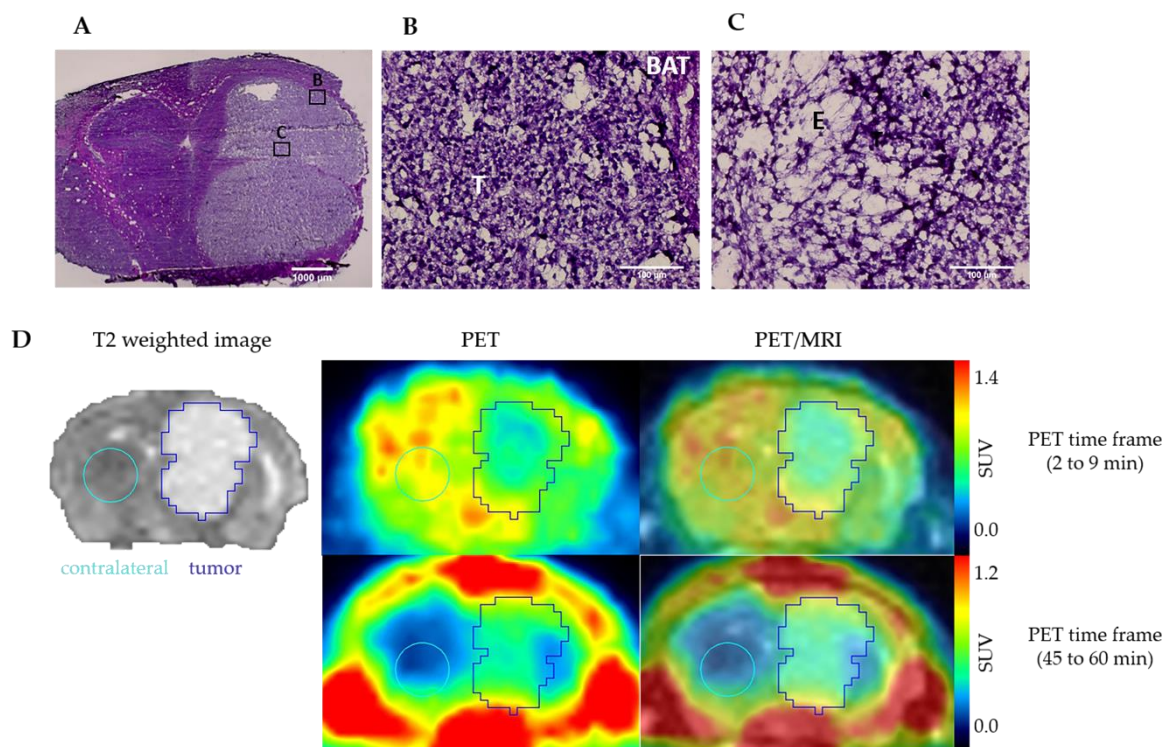 A
B
C
B
C
1000 µm
BAT
T
100 µm
E
100 µm
D
T2 weighted image
PET
PET/MRI
contralateral
tumor
1.4
SUV
0.0
PET time frame
(2 to 9 min)
1.2
SUV
0.0
PET time frame
(45 to 60 min)